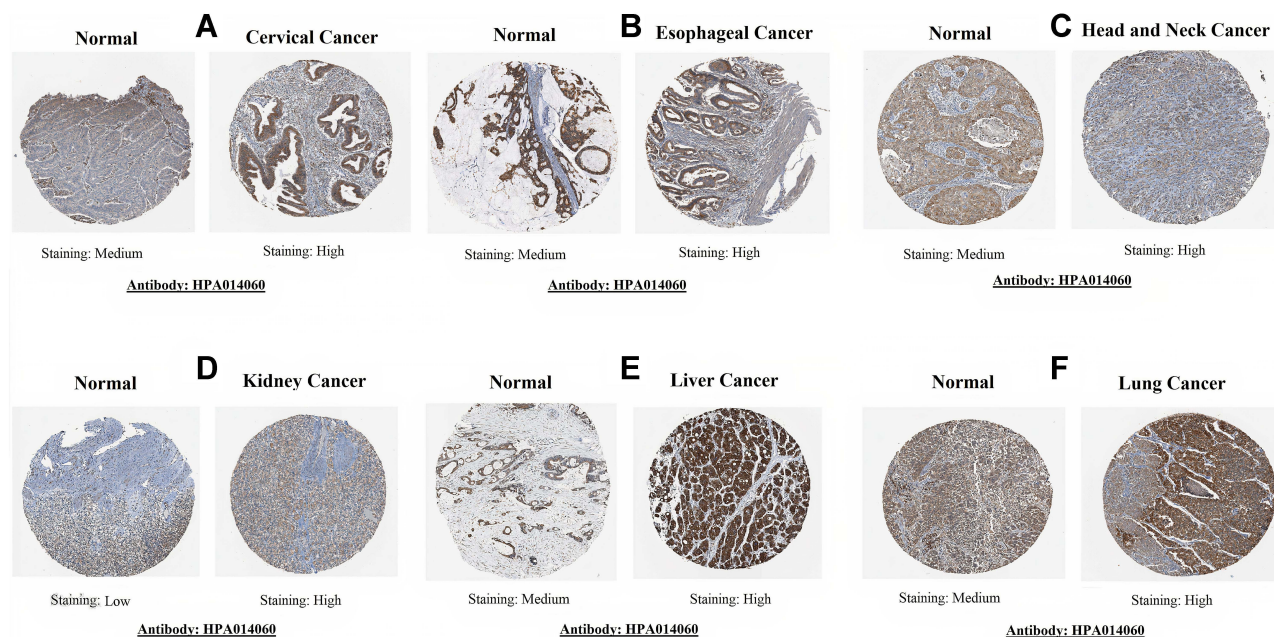 A
Normal
Cervical Cancer
Staining: Medium
Staining: High
Antibody: HPA014060
B
Normal
Esophageal Cancer
Staining: Medium
Staining: High
Antibody: HPA014060
C
Normal
Head and Neck Cancer
Staining: Medium
Staining: High
Antibody: HPA014060
D
Normal
Kidney Cancer
Staining: Low
Staining: High
Antibody: HPA014060
E
Normal
Liver Cancer
Staining: Medium
Staining: High
Antibody: HPA014060
F
Normal
Lung Cancer
Staining: Medium
Staining: High
Antibody: HPA014060